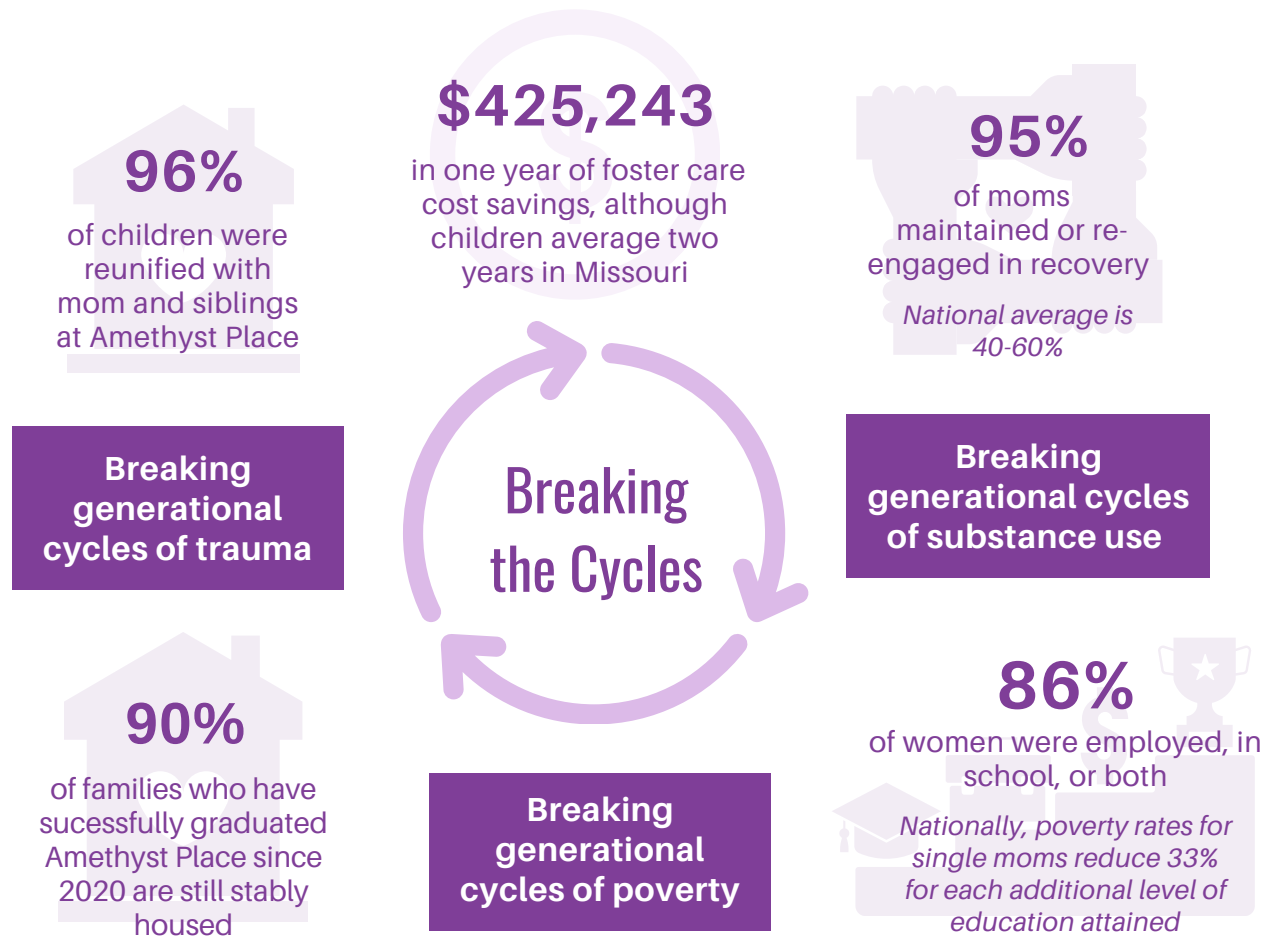 96%
of children were
reunified with
mom and siblings
at Amethyst Place
$425,243
in one year of foster care
cost savings, although
children average two
years in Missouri
95%
of moms
maintained or re-
engaged in recovery
National average is
40-60%
Breaking
generational
cycles of trauma
Breaking
the Cycles
Breaking
generational cycles
of substance use
90%
of families who have
sucessfully graduated
Amethyst Place since
2020 are still stably
housed
Breaking
generational
cycles of poverty
86%
of women were employed, in
school, or both
Nationally, poverty rates for
single moms reduce 33%
for each additional level of
education attained